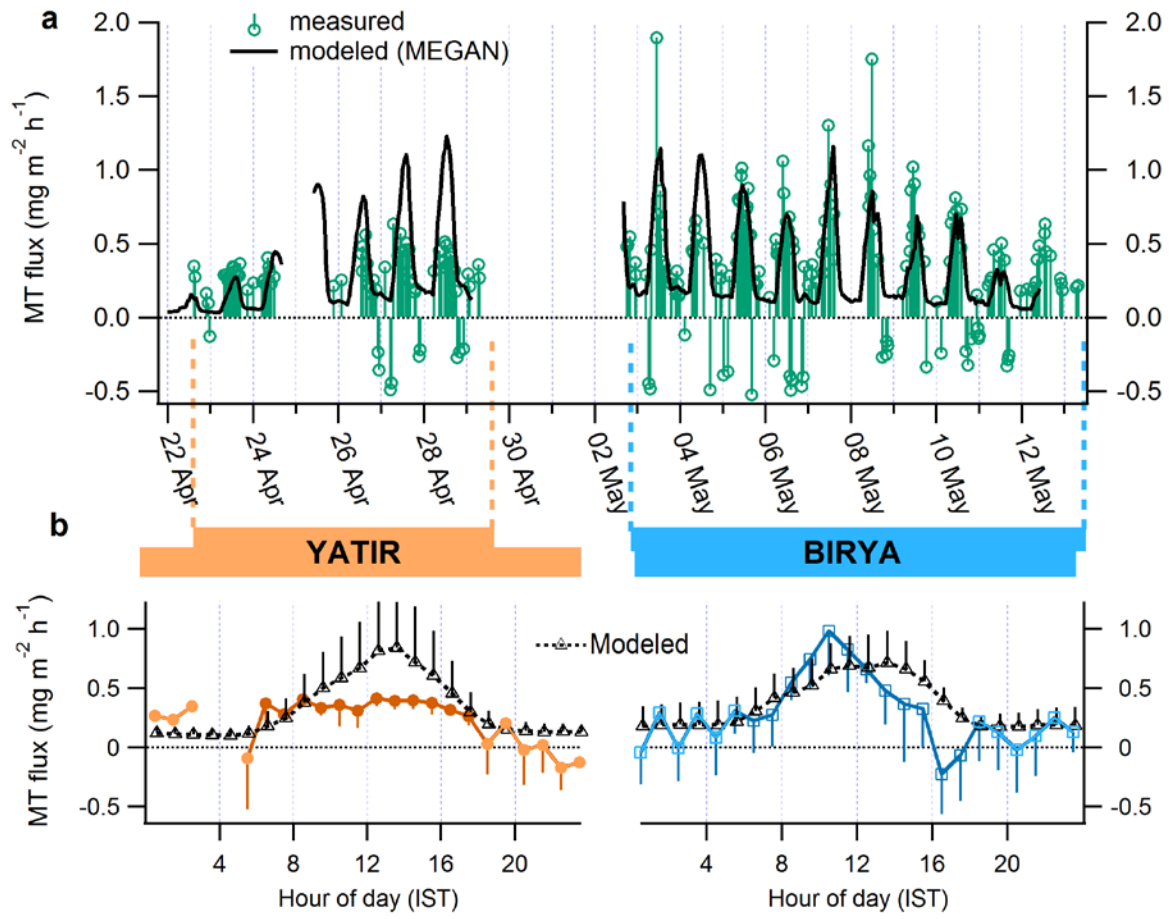 a
measured
modeled (MEGAN)
MT flux (mg m⁻² h⁻¹)
2.0
1.5
1.0
0.5
0.0
-0.5
2.0
1.5
1.0
0.5
0.0
-0.5
22 Apr
24 Apr
26 Apr
28 Apr
30 Apr
02 May
04 May
06 May
08 May
10 May
12 May
b
YATIR
BIRYA
MT flux (mg m⁻² h⁻¹)
1.0
0.5
0
-0.5
Modeled
1.0
0.5
0
-0.5
4 8 12 16 20
4 8 12 16 20
Hour of day (IST)
Hour of day (IST)